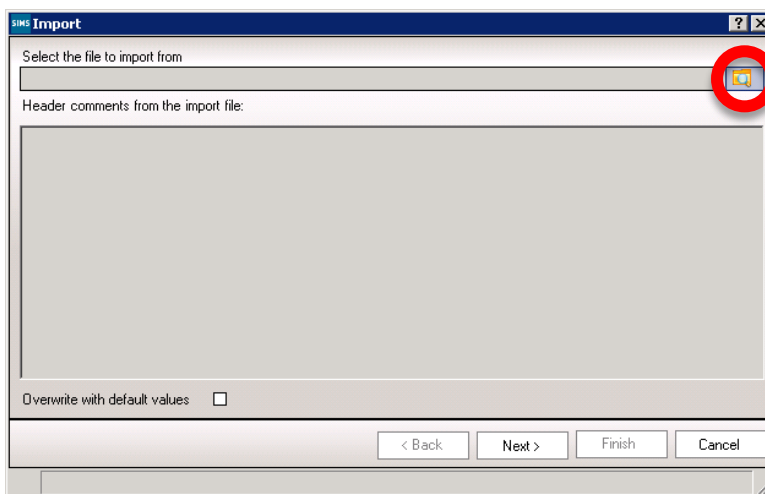 SIMS Import
Select the file to import from
Header comments from the import file:
Overwrite with default values
< Back Next > Finish Cancel